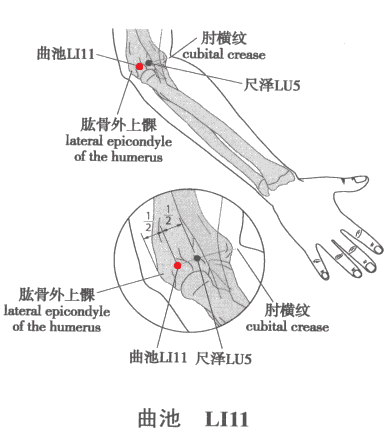 肘横纹
cubital crease
曲池LI11
尺泽LU5
肱骨外上髁
lateral epicondyle
of the humerus
1/2 1/2
肱骨外上髁
lateral epicondyle
of the humerus
肘横纹
cubital crease
曲池LI11 尺泽LU5
曲池 LI11